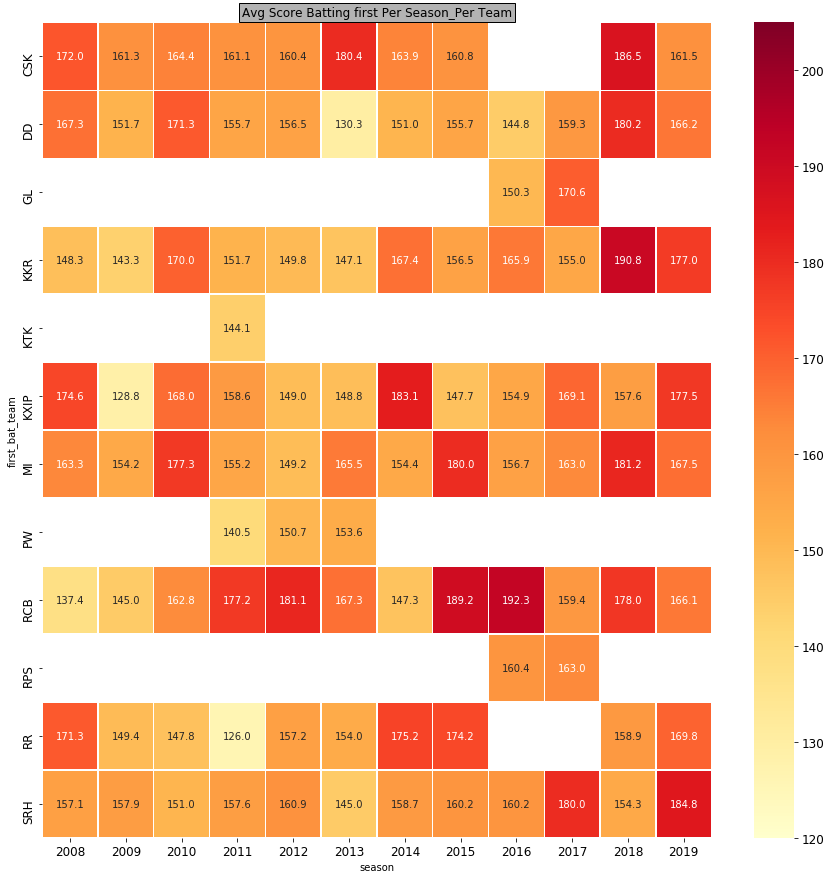 Avg Score Batting first Per Season_Per Team
CSK 172.0 161.3 164.4 161.1 160.4 180.4 163.9 160.8 186.5 161.5
DD 167.3 151.7 171.3 155.7 156.5 130.3 151.0 155.7 144.8 159.3 180.2 166.2
GL 150.3 170.6
KKR 148.3 143.3 170.0 151.7 149.8 147.1 167.4 156.5 165.9 155.0 190.8 177.0
KTK 144.1
KXIP 174.6 128.8 168.0 158.6 149.0 148.8 183.1 147.7 154.9 169.1 157.6 177.5
first_bat_team
MI 163.3 154.2 177.3 155.2 149.2 165.5 154.4 180.0 156.7 163.0 181.2 167.5
PW 140.5 150.7 153.6
RCB 137.4 145.0 162.8 177.2 181.1 167.3 147.3 189.2 192.3 159.4 178.0 166.1
RPS 160.4 163.0
RR 171.3 149.4 147.8 126.0 157.2 154.0 175.2 174.2 158.9 169.8
SRH 157.1 157.9 151.0 157.6 160.9 145.0 158.7 160.2 160.2 180.0 154.3 184.8
2008 2009 2010 2011 2012 2013 2014 2015 2016 2017 2018 2019
season
200
190
180
170
160
150
140
130
120